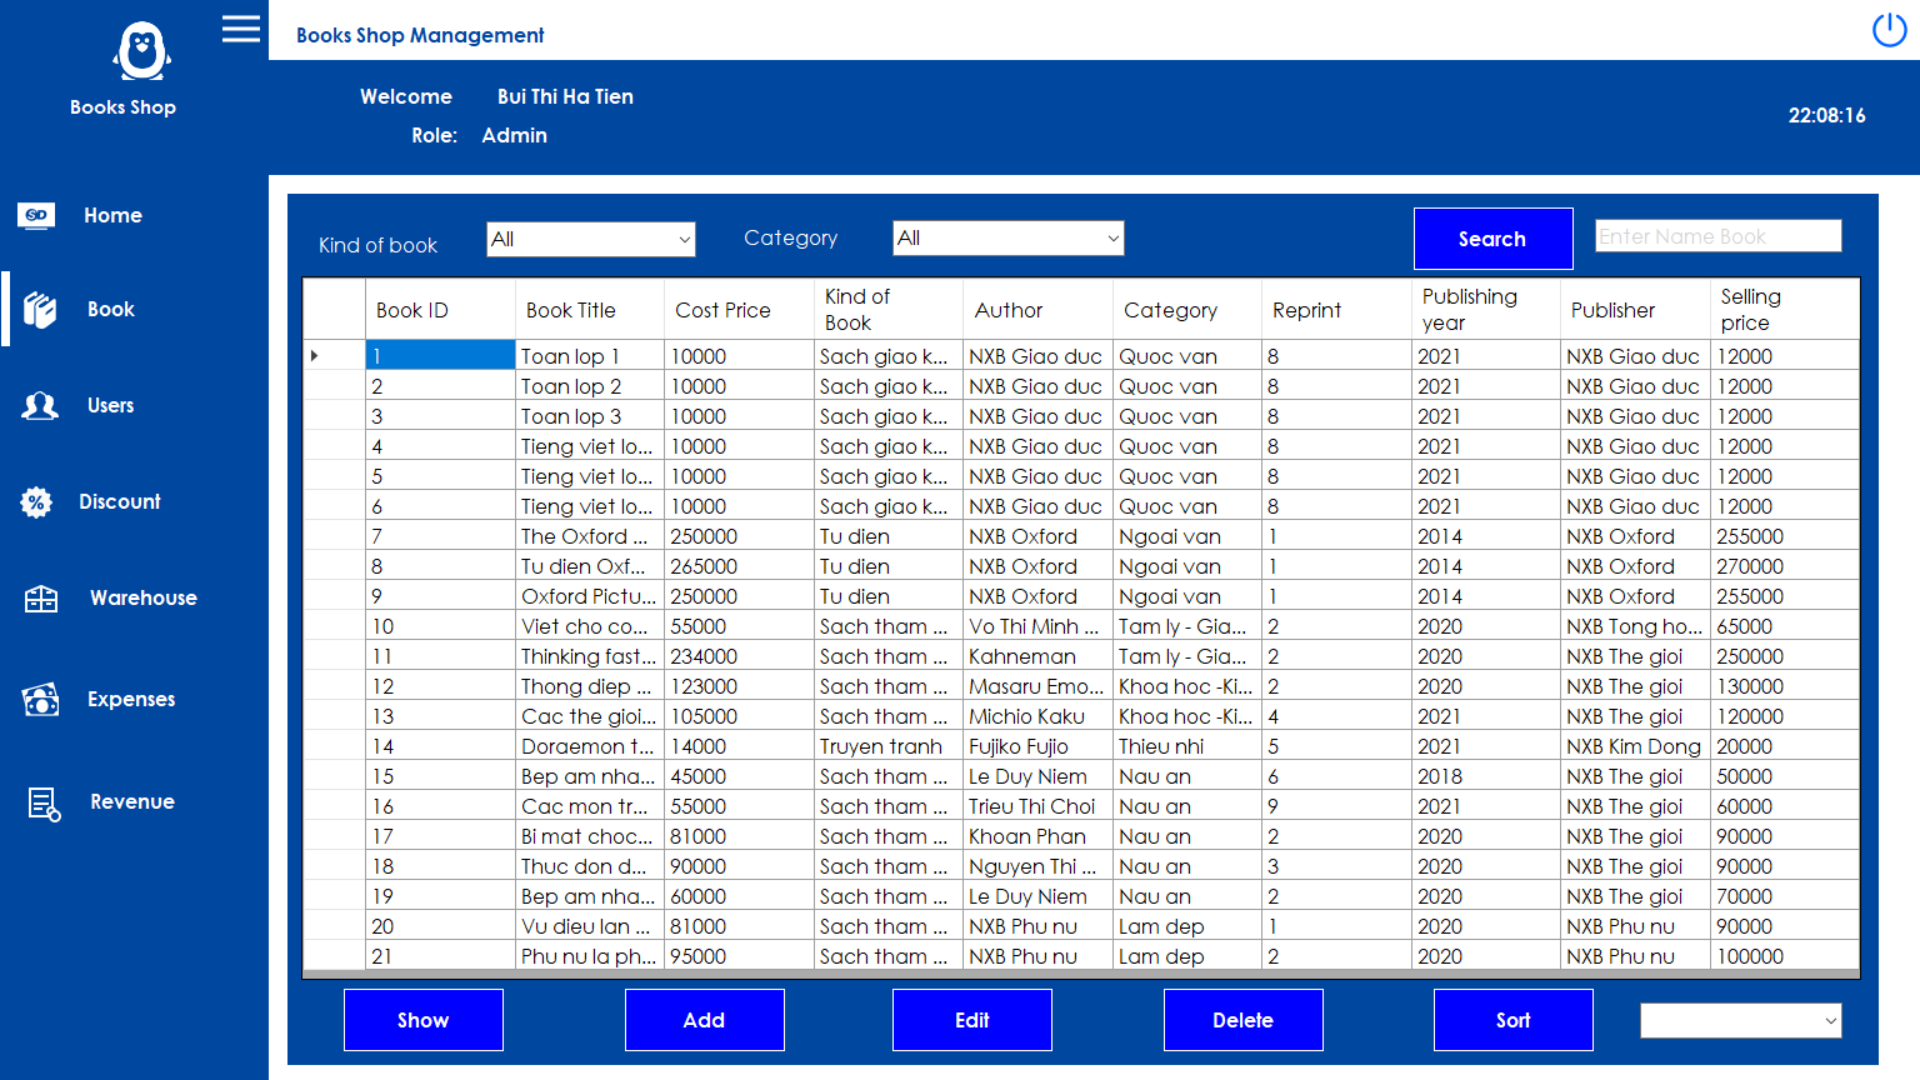 Books Shop
Books Shop Management
Welcome Bui Thi Ha Tien
Role: Admin
22:08:16
SD
Home
Book
Users
%
Discount
Warehouse
Expenses
Revenue
Kind of book All Category All Search Enter Name Book
Book ID Book Title Cost Price Kind of Book Author Category Reprint Publishing year Publisher Selling price
1 Toan lop 1 10000 Sach giao k... NXB Giao duc Quoc van 8 2021 NXB Giao duc 12000
2 Toan lop 2 10000 Sach giao k... NXB Giao duc Quoc van 8 2021 NXB Giao duc 12000
3 Toan lop 3 10000 Sach giao k... NXB Giao duc Quoc van 8 2021 NXB Giao duc 12000
4 Tieng viet lo... 10000 Sach giao k... NXB Giao duc Quoc van 8 2021 NXB Giao duc 12000
5 Tieng viet lo... 10000 Sach giao k... NXB Giao duc Quoc van 8 2021 NXB Giao duc 12000
6 Tieng viet lo... 10000 Sach giao k... NXB Giao duc Quoc van 8 2021 NXB Giao duc 12000
7 The Oxford ... 250000 Tu dien NXB Oxford Ngoai van 1 2014 NXB Oxford 255000
8 Tu dien Oxf... 265000 Tu dien NXB Oxford Ngoai van 1 2014 NXB Oxford 270000
9 Oxford Pictu... 250000 Tu dien NXB Oxford Ngoai van 1 2014 NXB Oxford 255000
10 Viet cho co... 55000 Sach tham ... Vo Thi Minh ... Tam ly - Gia... 2 2020 NXB Tong ho... 65000
11 Thinking fast... 234000 Sach tham ... Kahneman Tam ly - Gia... 2 2020 NXB The gioi 250000
12 Thong diep ... 123000 Sach tham ... Masaru Emo... Khoa hoc -Ki... 2 2020 NXB The gioi 130000
13 Cac the gioi... 105000 Sach tham ... Michio Kaku Khoa hoc -Ki... 4 2021 NXB The gioi 120000
14 Doraemon t... 14000 Truyen tranh Fujiko Fujio Thieu nhi 5 2021 NXB Kim Dong 20000
15 Bep am nha... 45000 Sach tham ... Le Duy Niem Nau an 6 2018 NXB The gioi 50000
16 Cac mon tr... 55000 Sach tham ... Trieu Thi Choi Nau an 9 2021 NXB The gioi 60000
17 Bi mat choc... 81000 Sach tham ... Khoan Phan Nau an 2 2020 NXB The gioi 90000
18 Thuc don d... 90000 Sach tham ... Nguyen Thi ... Nau an 3 2020 NXB The gioi 90000
19 Bep am nha... 60000 Sach tham ... Le Duy Niem Nau an 2 2020 NXB The gioi 70000
20 Vu dieu lan ... 81000 Sach tham ... NXB Phu nu Lam dep 1 2020 NXB Phu nu 90000
21 Phu nu la ph... 95000 Sach tham ... NXB Phu nu Lam dep 2 2020 NXB Phu nu 100000
Show Add Edit Delete Sort